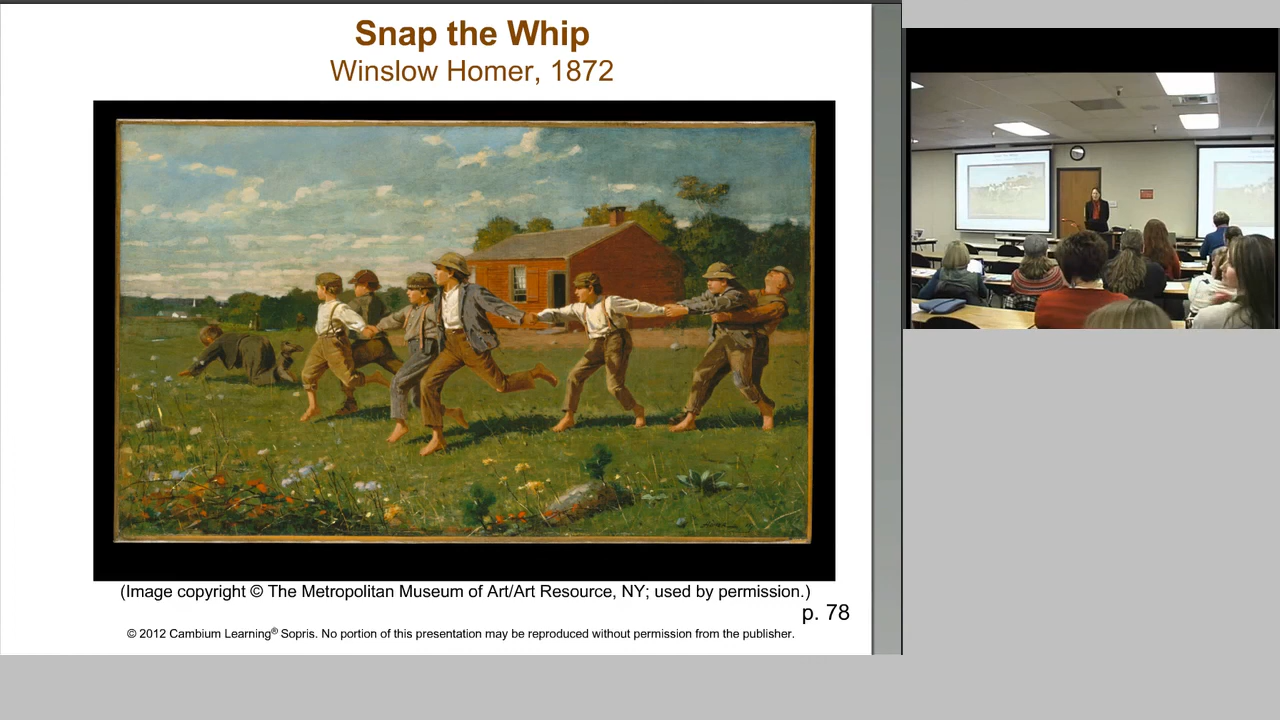 Snap the Whip
Winslow Homer, 1872
(Image copyright © The Metropolitan Museum of Art/Art Resource, NY; used by permission.)
p. 78
© 2012 Cambium Learning® Sopris. No portion of this presentation may be reproduced without permission from the publisher.